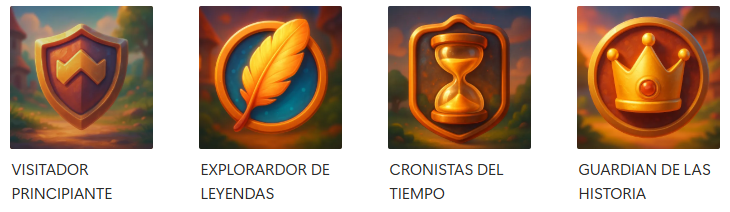 VISITADOR
PRINCIPIANTE
EXPLORARDOR DE
LEYENDAS
CRONISTAS DEL
TIEMPO
GUARDIAN DE LAS
HISTORIA